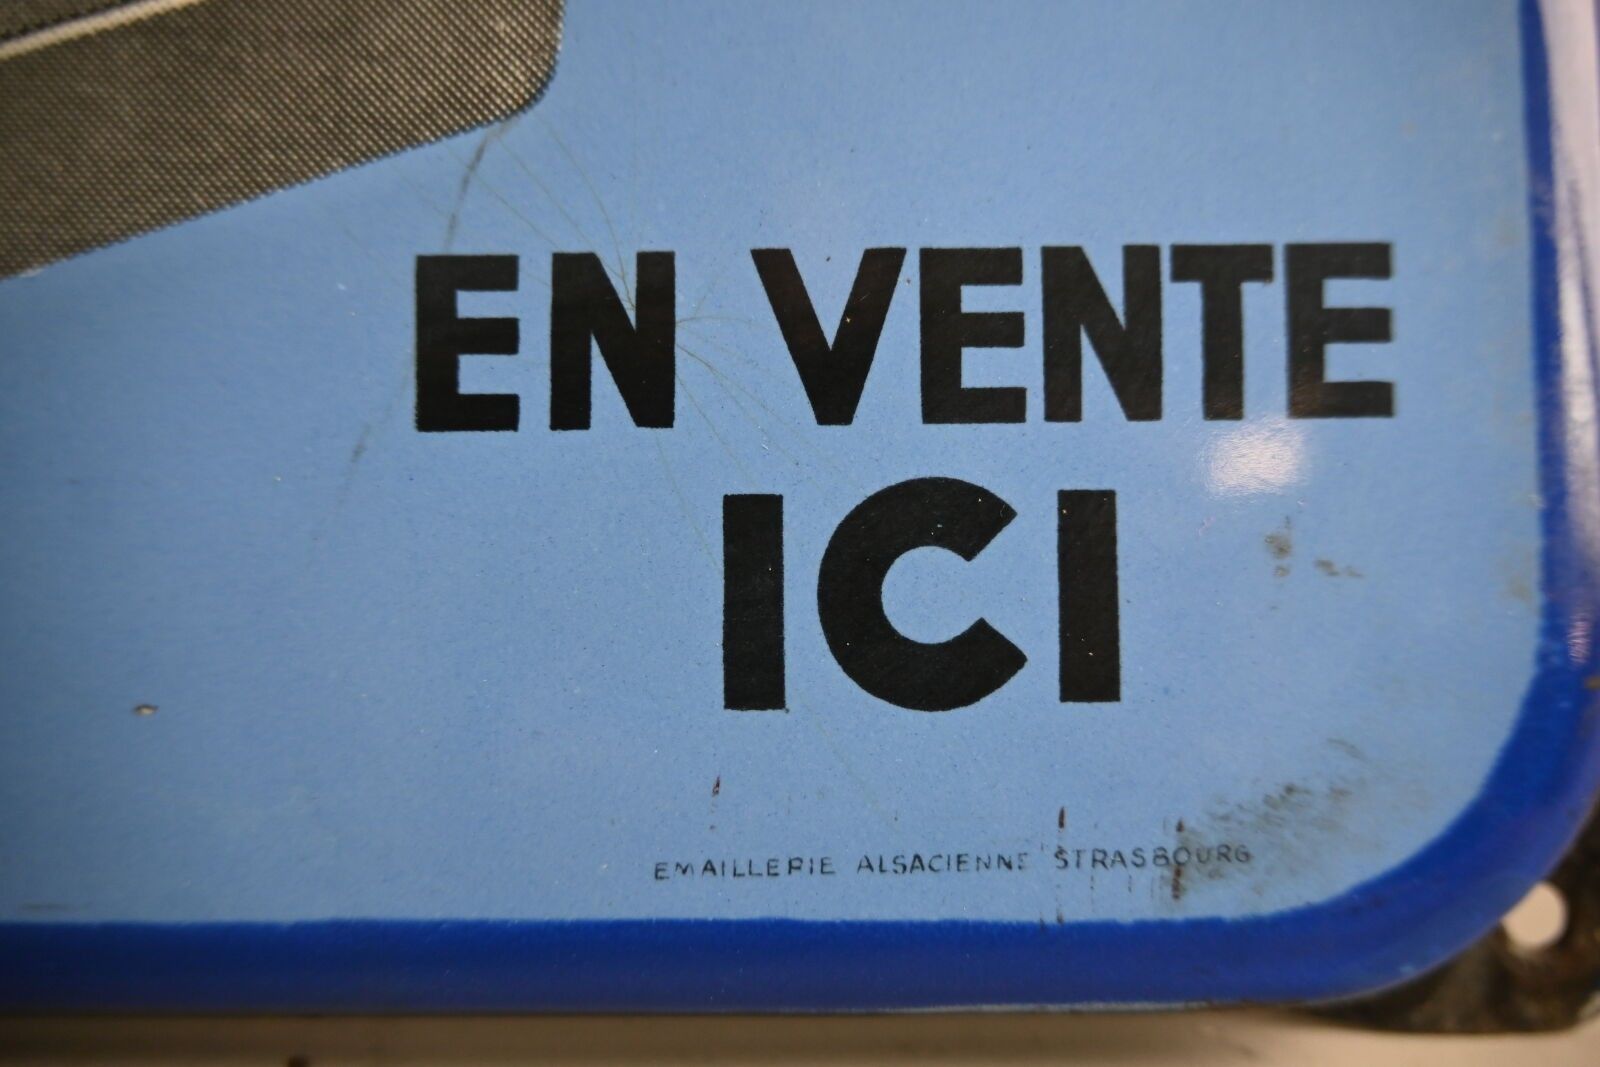 EN VENTE
ICI
EMAILLERIE ALSACIENNE STRASBOURG